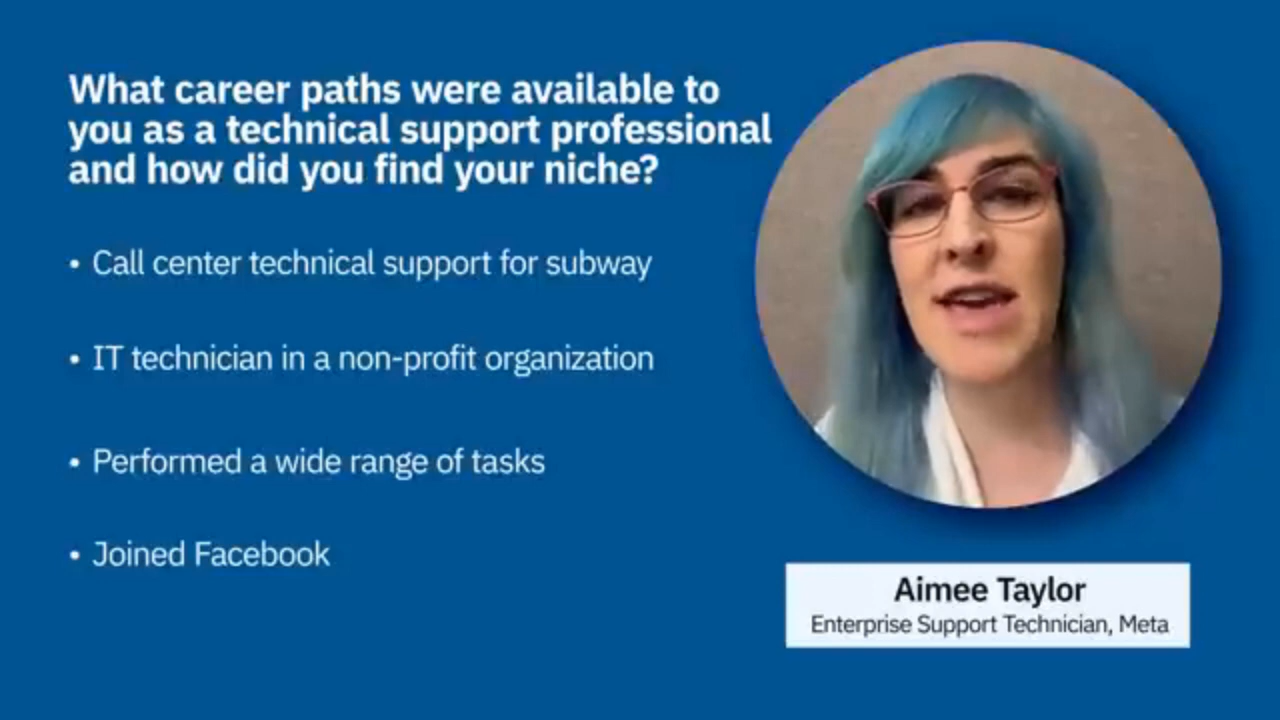 What career paths were available to
you as a technical support professional
and how did you find your niche?
• Call center technical support for subway
• IT technician in a non-profit organization
• Performed a wide range of tasks
• Joined Facebook
Aimee Taylor
Enterprise Support Technician, Meta